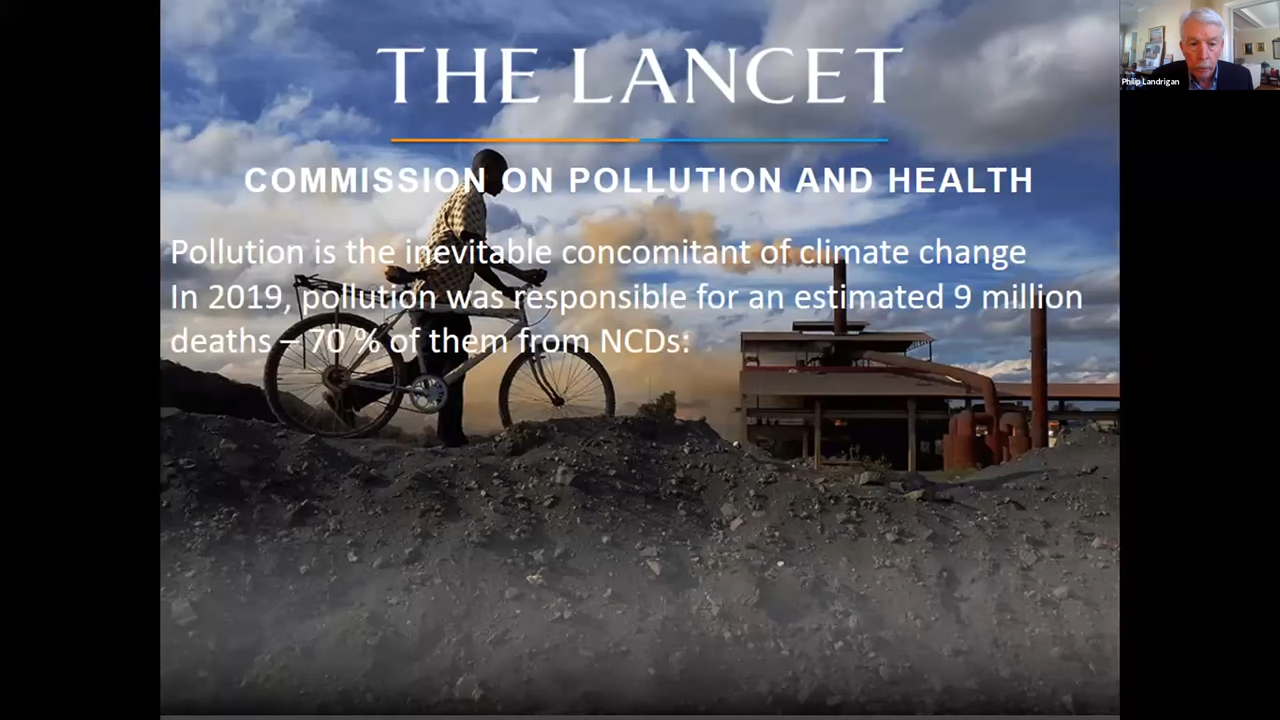 THE LANCET
COMMISSION ON POLLUTION AND HEALTH
Pollution is the inevitable concomitant of climate change
In 2019, pollution was responsible for an estimated 9 million
deaths – 70 % of them from NCDs:
Philip Landrigan